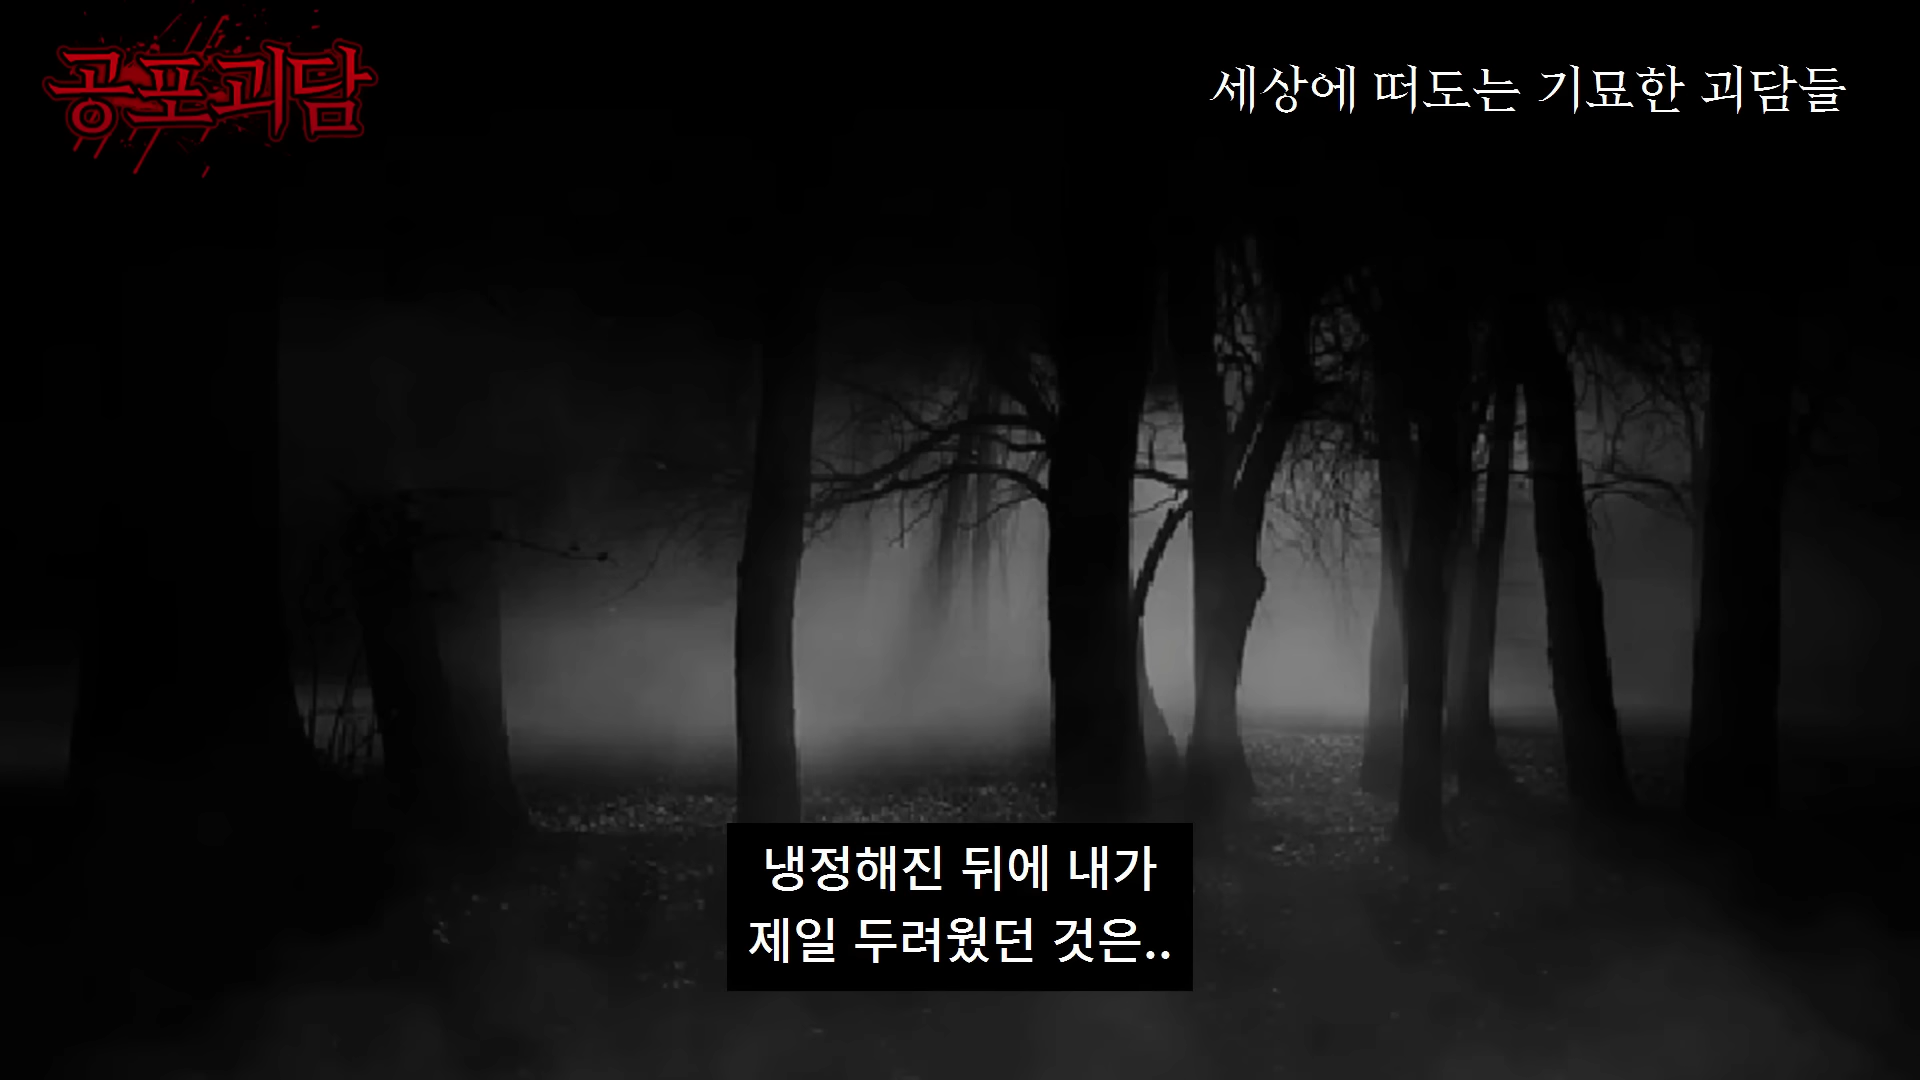 공포괴담
세상에 떠도는 기묘한 괴담들
냉정해진 뒤에 내가
제일 두려웠던 것은..